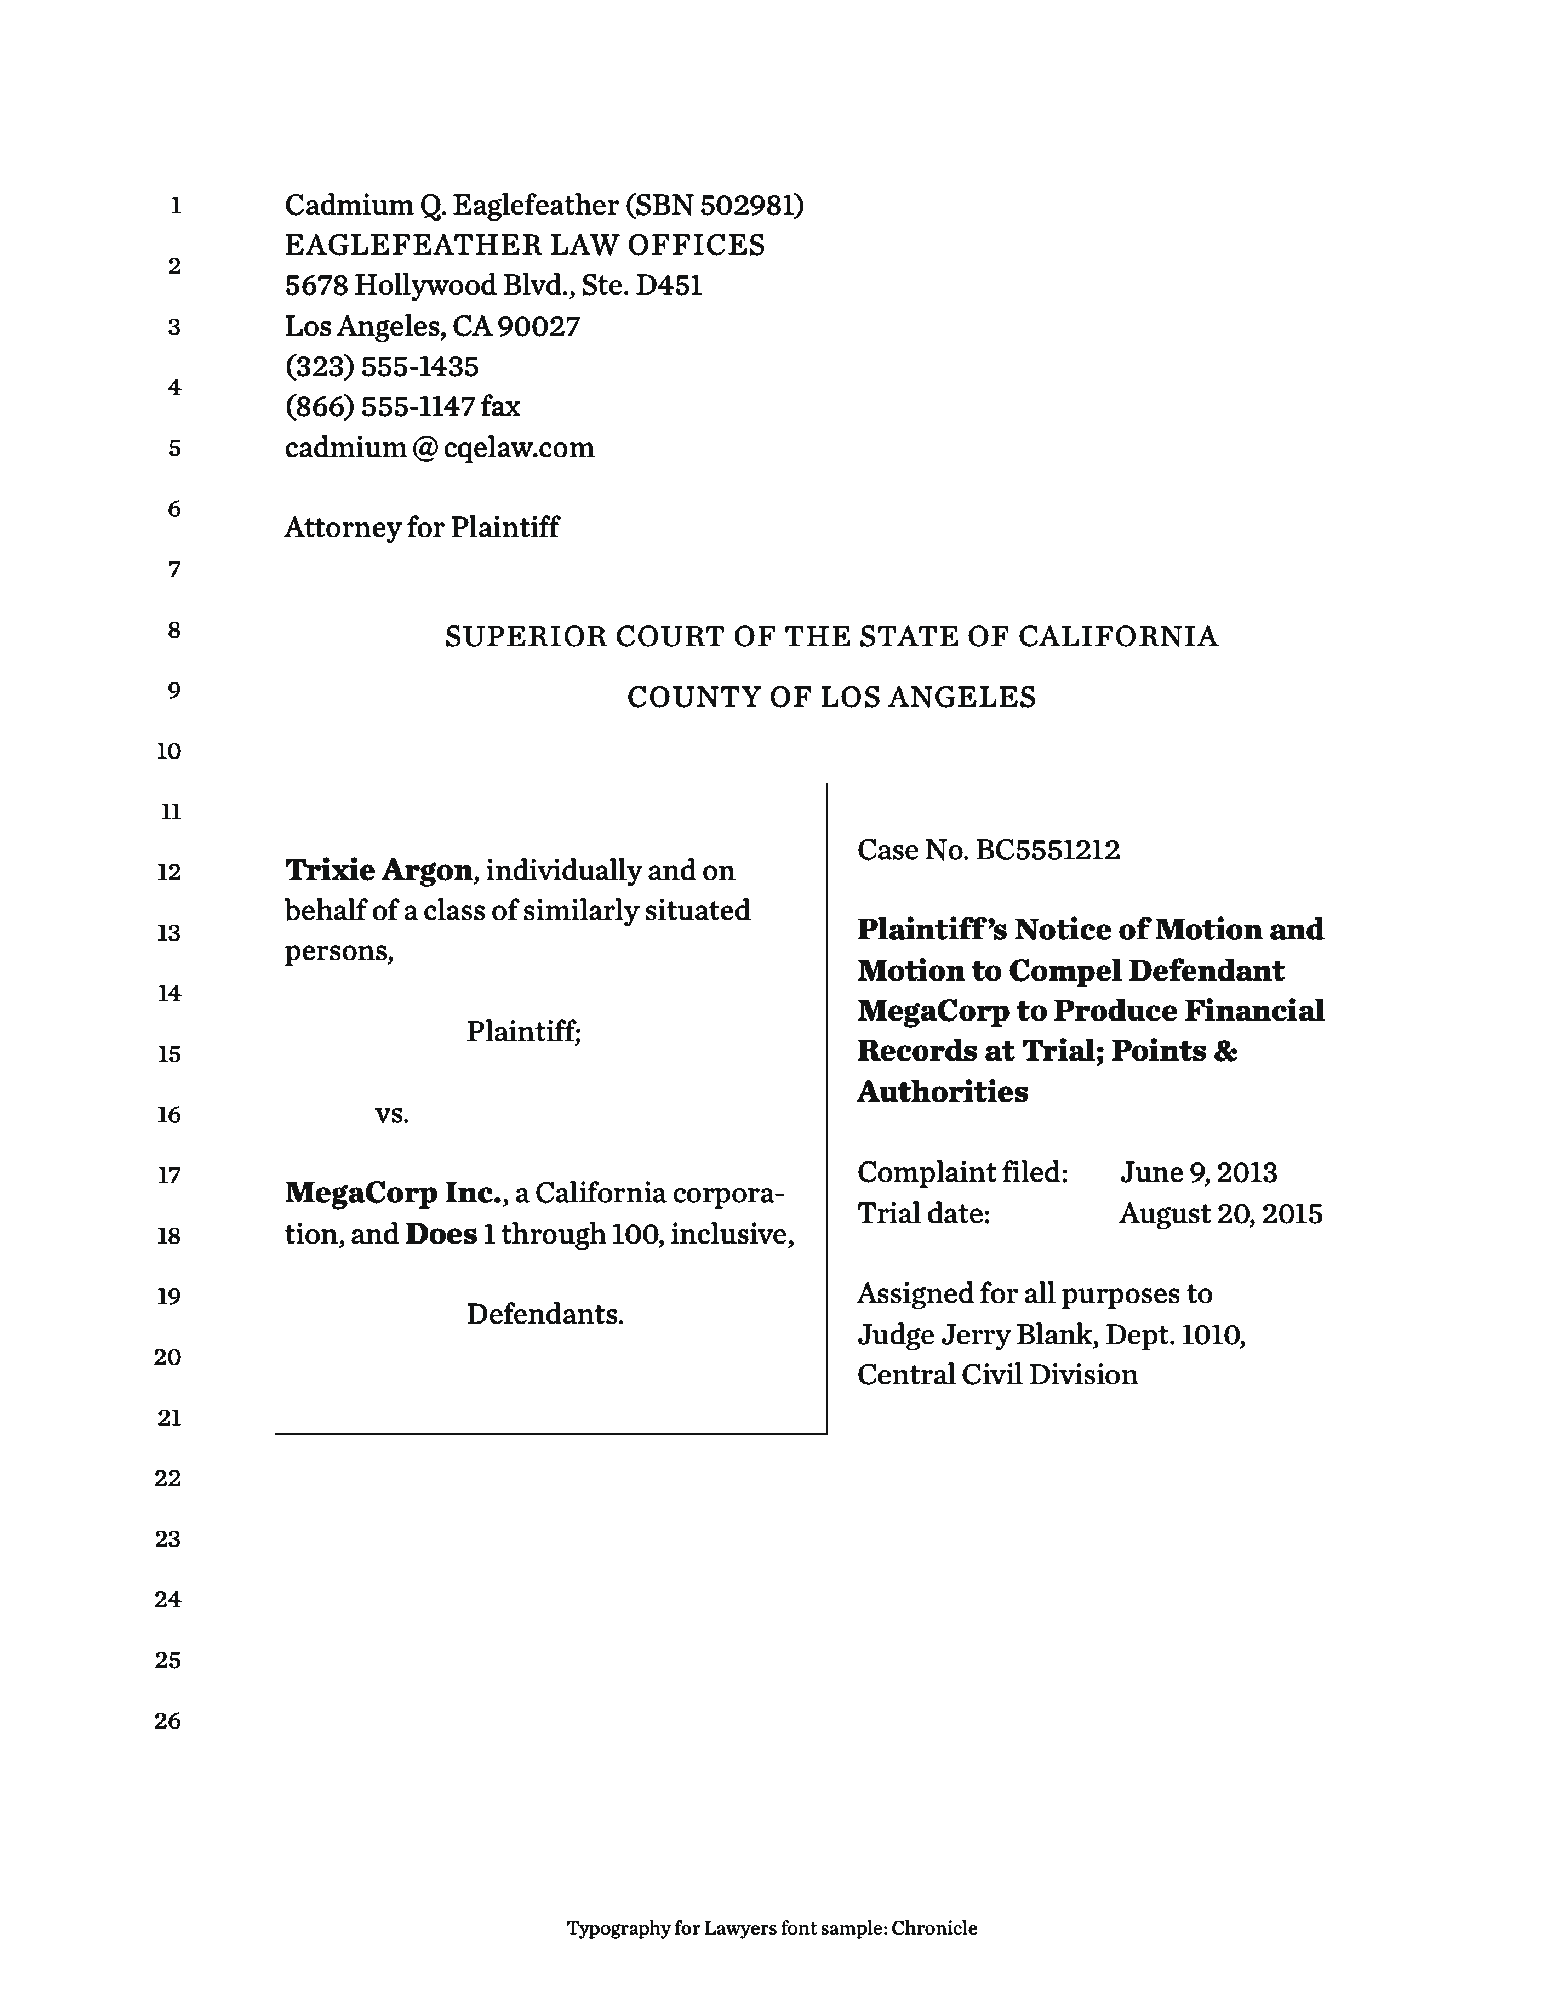 1
2
3
4
5
6
7
8
9
10
11
12
13
14
15
16
17
18
19
20
21
22
23
24
25
26
Cadmium Q. Eaglefeather (SBN 502981)
EAGLEFEATHER LAW OFFICES
5678 Hollywood Blvd., Ste. D451
Los Angeles, CA 90027
(323) 555-1435
(866) 555-1147 fax
cadmium @ cqelaw.com
Attorney for Plaintiff
SUPERIOR COURT OF THE STATE OF CALIFORNIA
COUNTY OF LOS ANGELES
Trixie Argon, individually and on
behalf of a class of similarly situated
persons,
Plaintiff;
vs.
MegaCorp Inc., a California corpora-
tion, and Does 1 through 100, inclusive,
Defendants.
Case No. BC5551212
Plaintiff’s Notice of Motion and
Motion to Compel Defendant
MegaCorp to Produce Financial
Records at Trial; Points &
Authorities
Complaint filed: June 9, 2013
Trial date: August 20, 2015
Assigned for all purposes to
Judge Jerry Blank, Dept. 1010,
Central Civil Division
Typography for Lawyers font sample: Chronicle